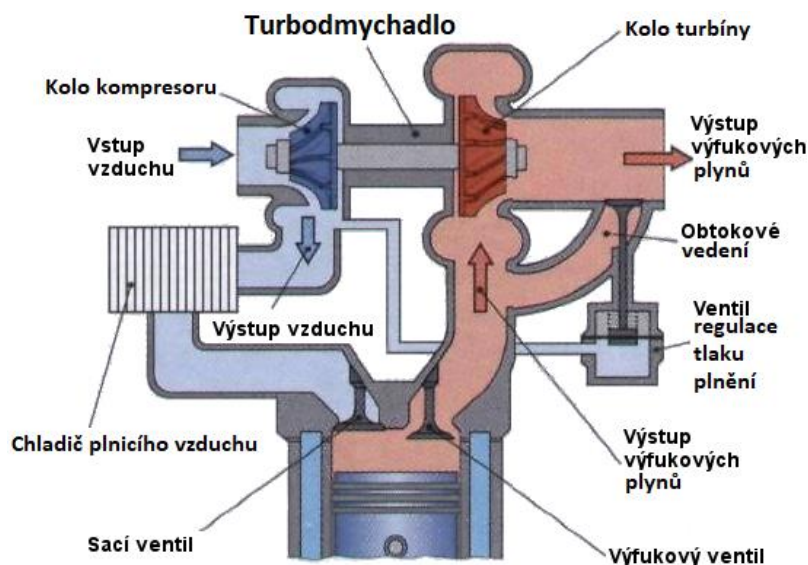 Turbodmychadlo
Kolo turbíny
Kolo kompresoru
Vstup
vzduchu
Výstup
výfukových
plynů
Obtokové
vedení
Výstup vzduchu
Ventil
regulace
tlaku
plnění
Chladič plnicího vzduchu
Výstup
výfukových
plynů
Sací ventil
Výfukový ventil